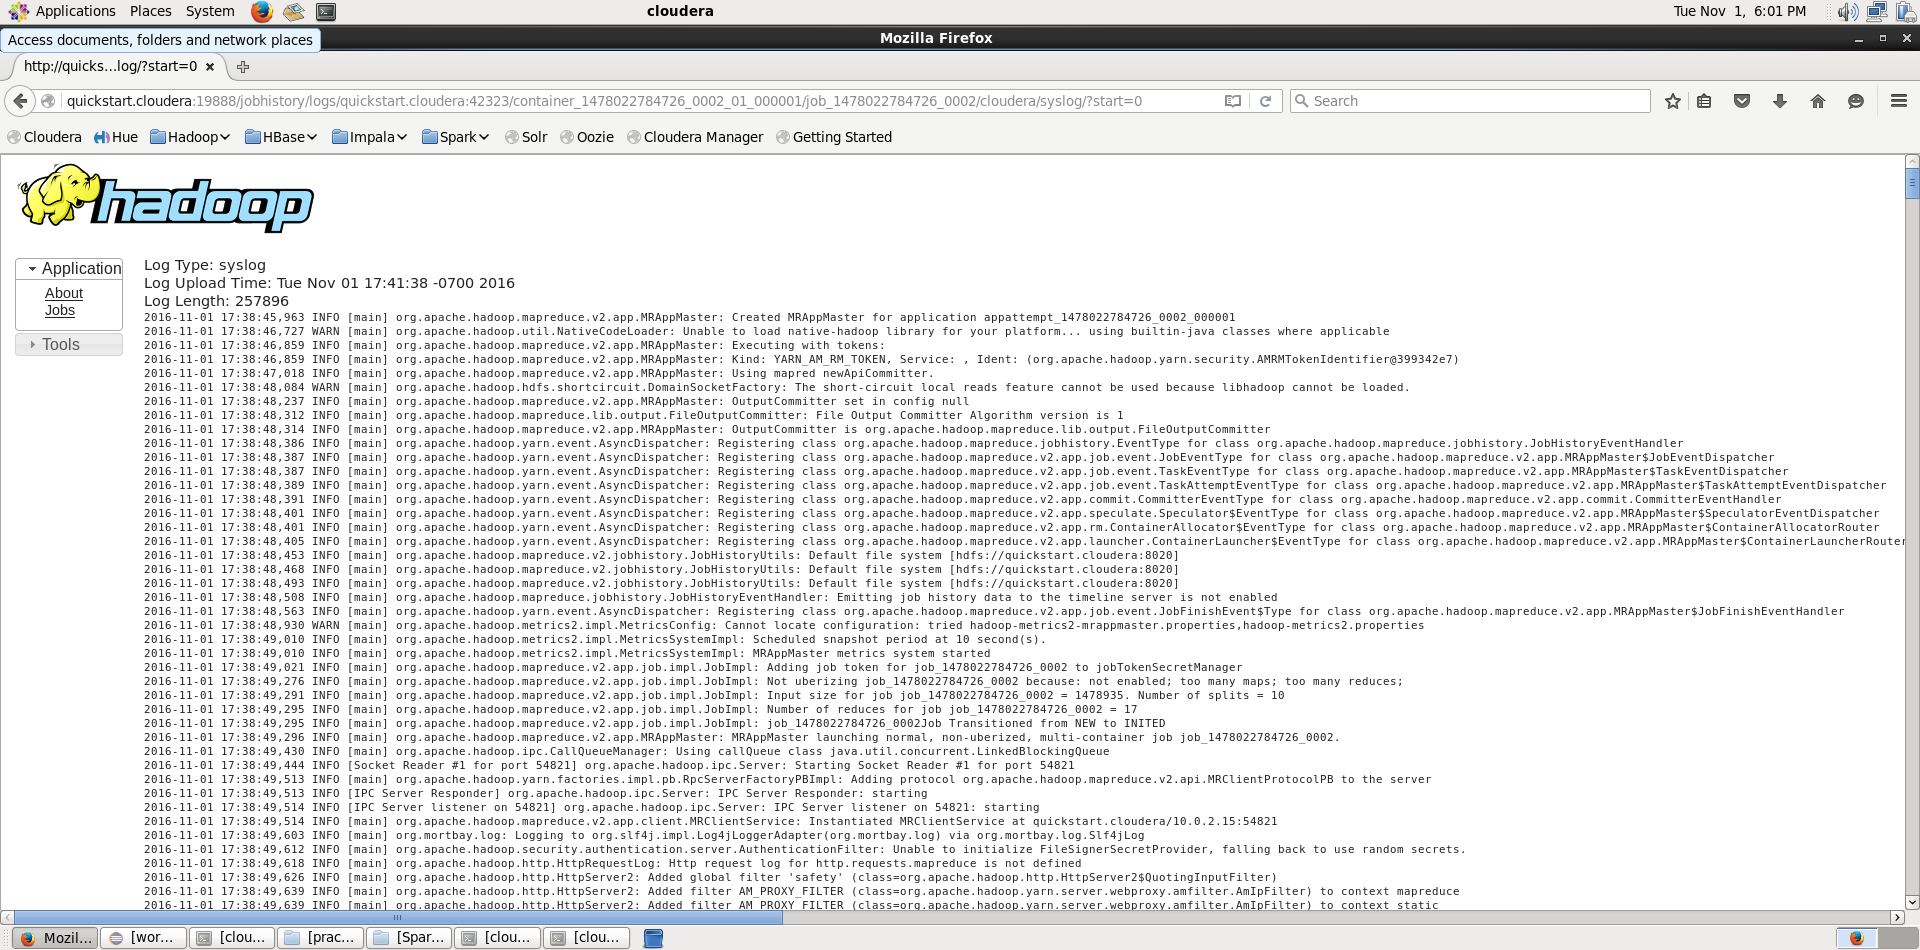 Applications Places System cloudera Tue Nov 1, 6:01 PM
Access documents, folders and network places
Mozilla Firefox
http://quicks...log/?start=0
quickstart.cloudera:19888/jobhistory/logs/quickstart.cloudera:42323/container_1478022784726_0002_01_000001/job_1478022784726_0002/cloudera/syslog/?start=0 Search
Cloudera Hue Hadoop HBase Impala Spark Solr Oozie Cloudera Manager Getting Started
hadoop
Application
About
Jobs
Tools
Log Type: syslog
Log Upload Time: Tue Nov 01 17:41:38 -0700 2016
Log Length: 257896
2016-11-01 17:38:45,963 INFO [main] org.apache.hadoop.mapreduce.v2.app.MRAppMaster: Created MRAppMaster for application appattempt_1478022784726_0002_000001
2016-11-01 17:38:46,727 WARN [main] org.apache.hadoop.util.NativeCodeLoader: Unable to load native-hadoop library for your platform... using builtin-java classes where applicable
2016-11-01 17:38:46,859 INFO [main] org.apache.hadoop.mapreduce.v2.app.MRAppMaster: Executing with tokens:
2016-11-01 17:38:46,859 INFO [main] org.apache.hadoop.mapreduce.v2.app.MRAppMaster: Kind: YARN_AM_RM_TOKEN, Service: , Ident: (org.apache.hadoop.yarn.security.AMRMTokenIdentifier@399342e7)
2016-11-01 17:38:47,018 INFO [main] org.apache.hadoop.mapreduce.v2.app.MRAppMaster: Using mapred newApiCommitter.
2016-11-01 17:38:48,084 WARN [main] org.apache.hadoop.hdfs.shortcircuit.DomainSocketFactory: The short-circuit local reads feature cannot be used because libhadoop cannot be loaded.
2016-11-01 17:38:48,237 INFO [main] org.apache.hadoop.mapreduce.v2.app.MRAppMaster: OutputCommitter set in config null
2016-11-01 17:38:48,312 INFO [main] org.apache.hadoop.mapreduce.lib.output.FileOutputCommitter: File Output Committer Algorithm version is 1
2016-11-01 17:38:48,314 INFO [main] org.apache.hadoop.mapreduce.v2.app.MRAppMaster: OutputCommitter is org.apache.hadoop.mapreduce.lib.output.FileOutputCommitter
2016-11-01 17:38:48,386 INFO [main] org.apache.hadoop.yarn.event.AsyncDispatcher: Registering class org.apache.hadoop.mapreduce.jobhistory.EventType for class org.apache.hadoop.mapreduce.jobhistory.JobHistoryEventHandler
2016-11-01 17:38:48,387 INFO [main] org.apache.hadoop.yarn.event.AsyncDispatcher: Registering class org.apache.hadoop.mapreduce.v2.app.job.event.JobEventType for class org.apache.hadoop.mapreduce.v2.app.MRAppMaster$JobEventDispatcher
2016-11-01 17:38:48,387 INFO [main] org.apache.hadoop.yarn.event.AsyncDispatcher: Registering class org.apache.hadoop.mapreduce.v2.app.job.event.TaskEventType for class org.apache.hadoop.mapreduce.v2.app.MRAppMaster$TaskEventDispatcher
2016-11-01 17:38:48,389 INFO [main] org.apache.hadoop.yarn.event.AsyncDispatcher: Registering class org.apache.hadoop.mapreduce.v2.app.job.event.TaskAttemptEventType for class org.apache.hadoop.mapreduce.v2.app.MRAppMaster$TaskAttemptEventDispatcher
2016-11-01 17:38:48,391 INFO [main] org.apache.hadoop.yarn.event.AsyncDispatcher: Registering class org.apache.hadoop.mapreduce.v2.app.commit.CommitterEventType for class org.apache.hadoop.mapreduce.v2.app.commit.CommitterEventHandler
2016-11-01 17:38:48,401 INFO [main] org.apache.hadoop.yarn.event.AsyncDispatcher: Registering class org.apache.hadoop.mapreduce.v2.app.speculate.Speculator$EventType for class org.apache.hadoop.mapreduce.v2.app.MRAppMaster$SpeculatorEventDispatcher
2016-11-01 17:38:48,401 INFO [main] org.apache.hadoop.yarn.event.AsyncDispatcher: Registering class org.apache.hadoop.mapreduce.v2.app.rm.ContainerAllocator$EventType for class org.apache.hadoop.mapreduce.v2.app.MRAppMaster$ContainerAllocatorRouter
2016-11-01 17:38:48,405 INFO [main] org.apache.hadoop.yarn.event.AsyncDispatcher: Registering class org.apache.hadoop.mapreduce.v2.app.launcher.ContainerLauncher$EventType for class org.apache.hadoop.mapreduce.v2.app.MRAppMaster$ContainerLauncherRouter
2016-11-01 17:38:48,453 INFO [main] org.apache.hadoop.mapreduce.v2.jobhistory.JobHistoryUtils: Default file system [hdfs://quickstart.cloudera:8020]
2016-11-01 17:38:48,468 INFO [main] org.apache.hadoop.mapreduce.v2.jobhistory.JobHistoryUtils: Default file system [hdfs://quickstart.cloudera:8020]
2016-11-01 17:38:48,493 INFO [main] org.apache.hadoop.mapreduce.v2.jobhistory.JobHistoryUtils: Default file system [hdfs://quickstart.cloudera:8020]
2016-11-01 17:38:48,508 INFO [main] org.apache.hadoop.mapreduce.jobhistory.JobHistoryEventHandler: Emitting job history data to the timeline server is not enabled
2016-11-01 17:38:48,563 INFO [main] org.apache.hadoop.yarn.event.AsyncDispatcher: Registering class org.apache.hadoop.mapreduce.v2.app.job.event.JobFinishEvent$Type for class org.apache.hadoop.mapreduce.v2.app.MRAppMaster$JobFinishEventHandler
2016-11-01 17:38:48,930 WARN [main] org.apache.hadoop.metrics2.impl.MetricsConfig: Cannot locate configuration: tried hadoop-metrics2-mrappmaster.properties,hadoop-metrics2.properties
2016-11-01 17:38:49,010 INFO [main] org.apache.hadoop.metrics2.impl.MetricsSystemImpl: Scheduled snapshot period at 10 second(s).
2016-11-01 17:38:49,010 INFO [main] org.apache.hadoop.metrics2.impl.MetricsSystemImpl: MRAppMaster metrics system started
2016-11-01 17:38:49,021 INFO [main] org.apache.hadoop.mapreduce.v2.app.job.impl.JobImpl: Adding job token for job_1478022784726_0002 to jobTokenSecretManager
2016-11-01 17:38:49,276 INFO [main] org.apache.hadoop.mapreduce.v2.app.job.impl.JobImpl: Not uberizing job_1478022784726_0002 because: not enabled; too many maps; too many reduces;
2016-11-01 17:38:49,291 INFO [main] org.apache.hadoop.mapreduce.v2.app.job.impl.JobImpl: Input size for job job_1478022784726_0002 = 1478935. Number of splits = 10
2016-11-01 17:38:49,295 INFO [main] org.apache.hadoop.mapreduce.v2.app.job.impl.JobImpl: Number of reduces for job job_1478022784726_0002 = 17
2016-11-01 17:38:49,295 INFO [main] org.apache.hadoop.mapreduce.v2.app.job.impl.JobImpl: job_1478022784726_0002Job Transitioned from NEW to INITED
2016-11-01 17:38:49,296 INFO [main] org.apache.hadoop.mapreduce.v2.app.MRAppMaster: MRAppMaster launching normal, non-uberized, multi-container job job_1478022784726_0002.
2016-11-01 17:38:49,430 INFO [main] org.apache.hadoop.ipc.CallQueueManager: Using callQueue class java.util.concurrent.LinkedBlockingQueue
2016-11-01 17:38:49,444 INFO [Socket Reader #1 for port 54821] org.apache.hadoop.ipc.Server: Starting Socket Reader #1 for port 54821
2016-11-01 17:38:49,513 INFO [main] org.apache.hadoop.yarn.factories.impl.pb.RpcServerFactoryPBImpl: Adding protocol org.apache.hadoop.mapreduce.v2.api.MRClientProtocolPB to the server
2016-11-01 17:38:49,513 INFO [IPC Server Responder] org.apache.hadoop.ipc.Server: IPC Server Responder: starting
2016-11-01 17:38:49,514 INFO [IPC Server listener on 54821] org.apache.hadoop.ipc.Server: IPC Server listener on 54821: starting
2016-11-01 17:38:49,514 INFO [main] org.apache.hadoop.mapreduce.v2.app.client.MRClientService: Instantiated MRClientService at quickstart.cloudera/10.0.2.15:54821
2016-11-01 17:38:49,603 INFO [main] org.mortbay.log: Logging to org.slf4j.impl.Log4jLoggerAdapter(org.mortbay.log) via org.mortbay.log.Slf4jLog
2016-11-01 17:38:49,612 INFO [main] org.apache.hadoop.security.authentication.server.AuthenticationFilter: Unable to initialize FileSignerSecretProvider, falling back to use random secrets.
2016-11-01 17:38:49,618 INFO [main] org.apache.hadoop.http.HttpRequestLog: Http request log for http.requests.mapreduce is not defined
2016-11-01 17:38:49,626 INFO [main] org.apache.hadoop.http.HttpServer2: Added global filter 'safety' (class=org.apache.hadoop.http.HttpServer2$QuotingInputFilter)
2016-11-01 17:38:49,639 INFO [main] org.apache.hadoop.http.HttpServer2: Added filter AM_PROXY_FILTER (class=org.apache.hadoop.yarn.server.webproxy.amfilter.AmIpFilter) to context mapreduce
2016-11-01 17:38:49,639 INFO [main] org.apache.hadoop.http.HttpServer2: Added filter AM_PROXY_FILTER (class=org.apache.hadoop.yarn.server.webproxy.amfilter.AmIpFilter) to context static
Mozil... [wor... [clou... [prac... [Spar... [clou... [clou...